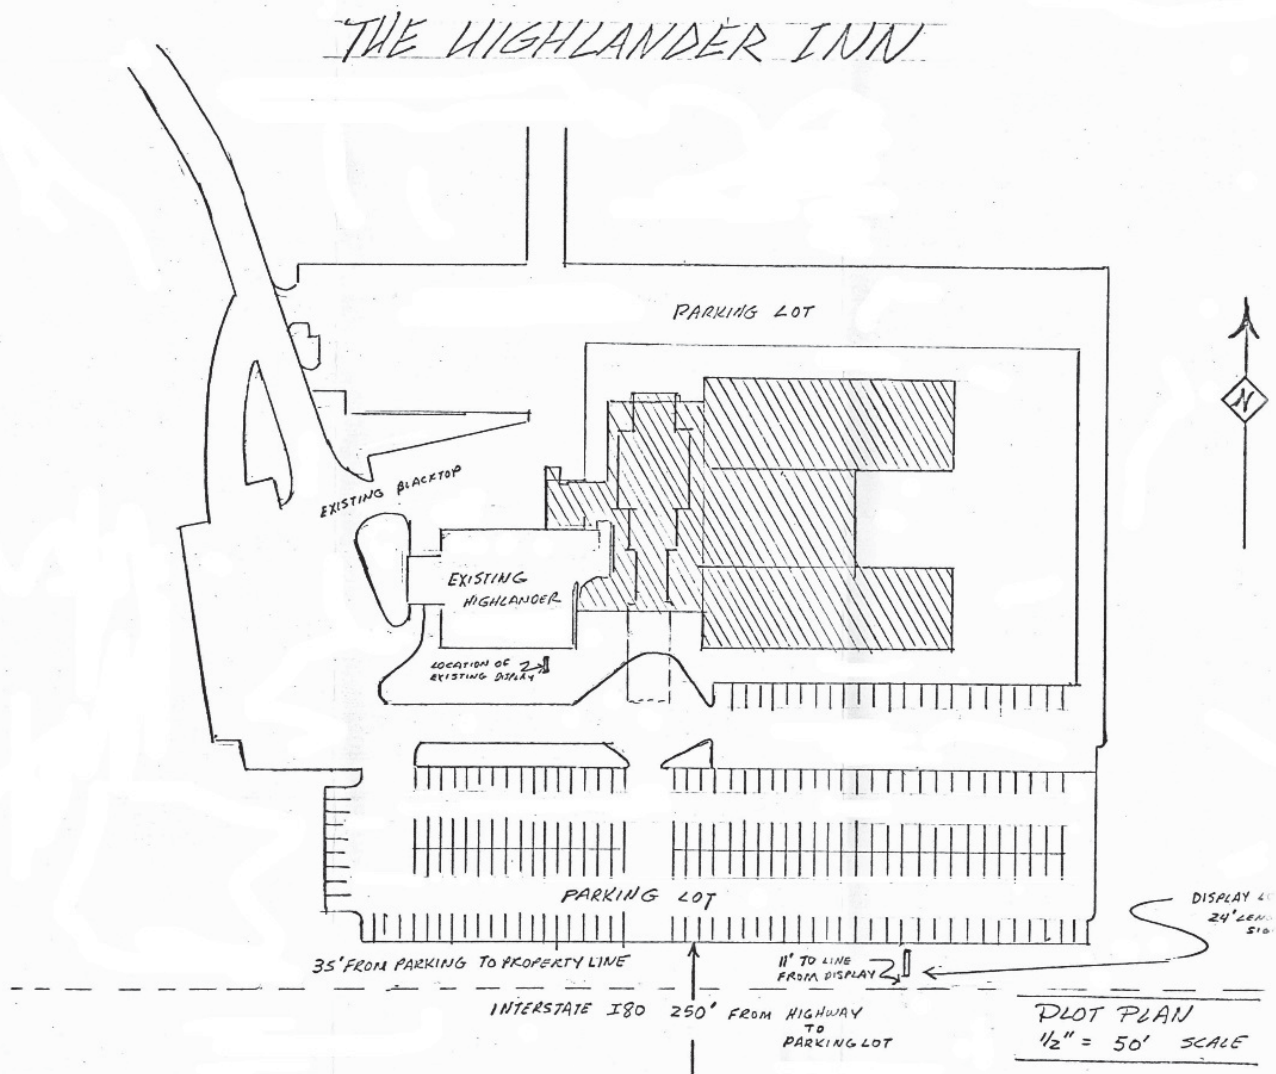 THE HIGHLANDER INN
PARKING LOT
N
EXISTING BLACKTOP
EXISTING
HIGHLANDER
LOCATION OF
EXISTING DISPLAY
PARKING LOT
DISPLAY
24'
35' FROM PARKING TO PROPERTY LINE
11' TO LINE
FROM DISPLAY
INTERSTATE I80 250' FROM HIGHWAY
TO
PARKING LOT
PLOT PLAN
1/2" = 50' SCALE